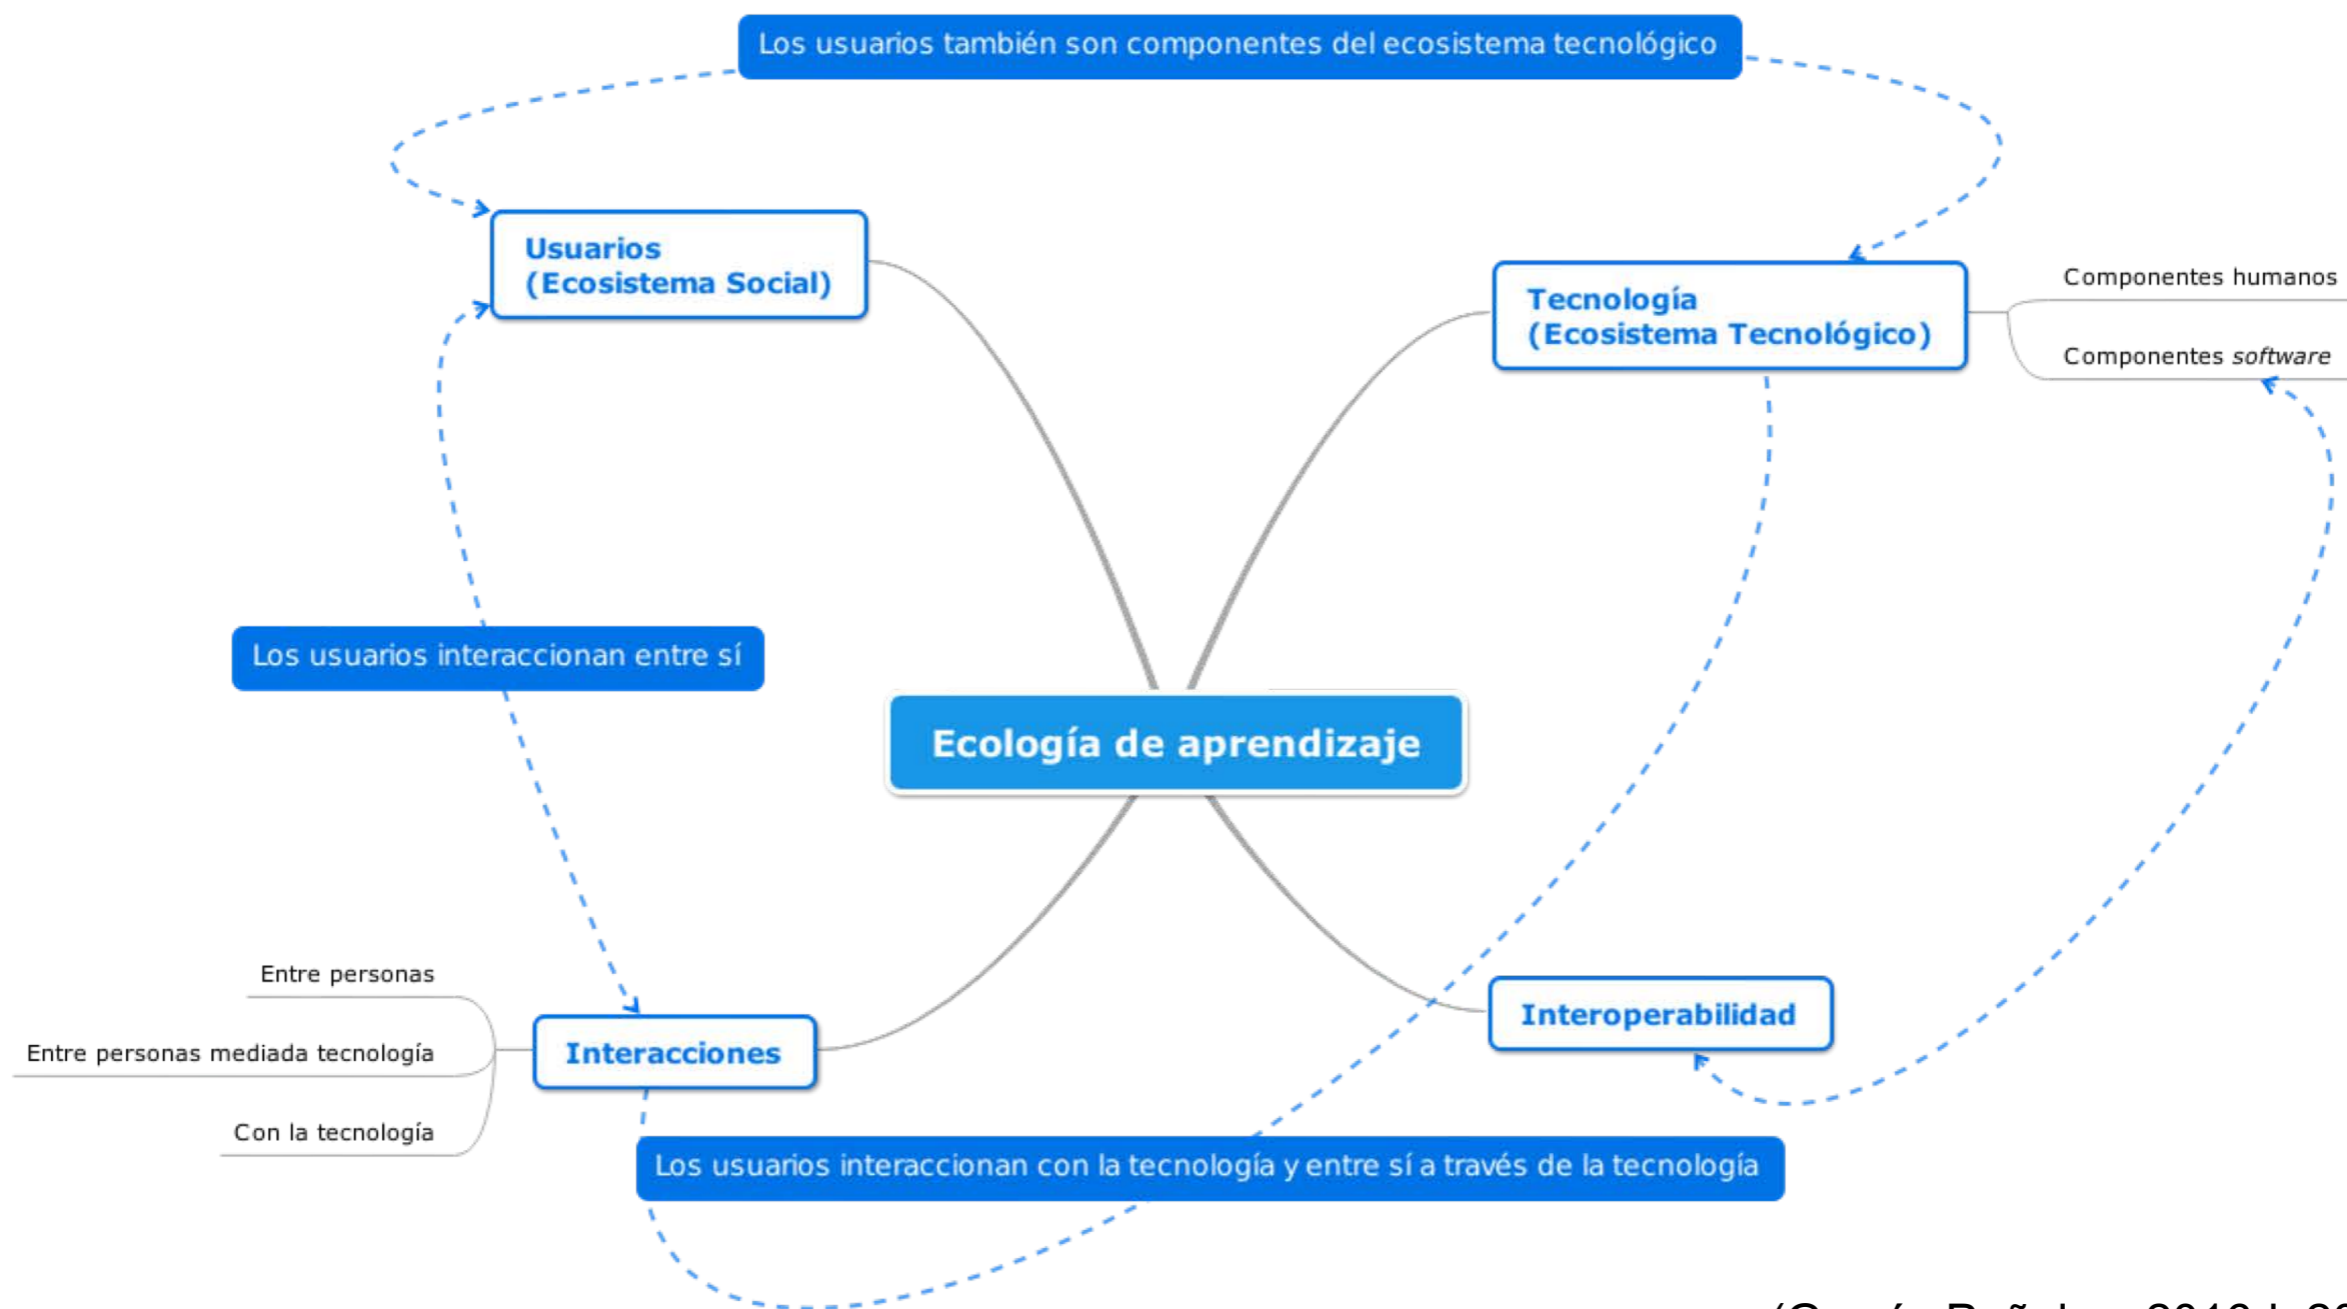 Los usuarios también son componentes del ecosistema tecnológico
Usuarios
(Ecosistema Social)
Tecnología
(Ecosistema Tecnológico)
Componentes humanos
Componentes software
Los usuarios interaccionan entre sí
Ecología de aprendizaje
Entre personas
Entre personas mediada tecnología
Con la tecnología
Interacciones
Interoperabilidad
Los usuarios interaccionan con la tecnología y entre sí a través de la tecnología